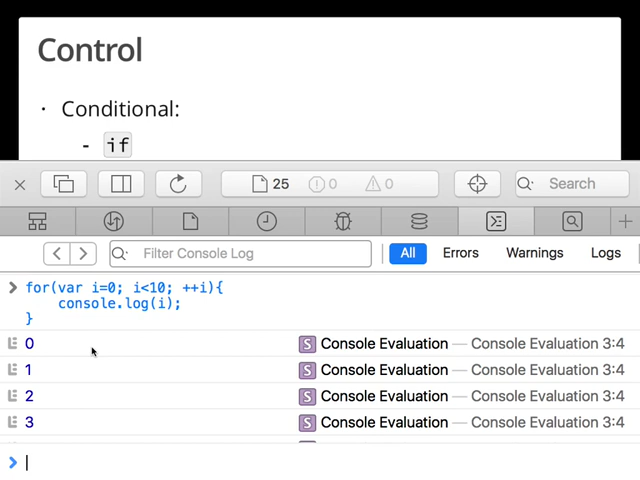 Control
· Conditional:
- if
25 0 0 Search
Filter Console Log All Errors Warnings Logs
for(var i=0; i<10; ++i){
console.log(i);
}
0 S Console Evaluation — Console Evaluation 3:4
1 S Console Evaluation — Console Evaluation 3:4
2 S Console Evaluation — Console Evaluation 3:4
3 S Console Evaluation — Console Evaluation 3:4